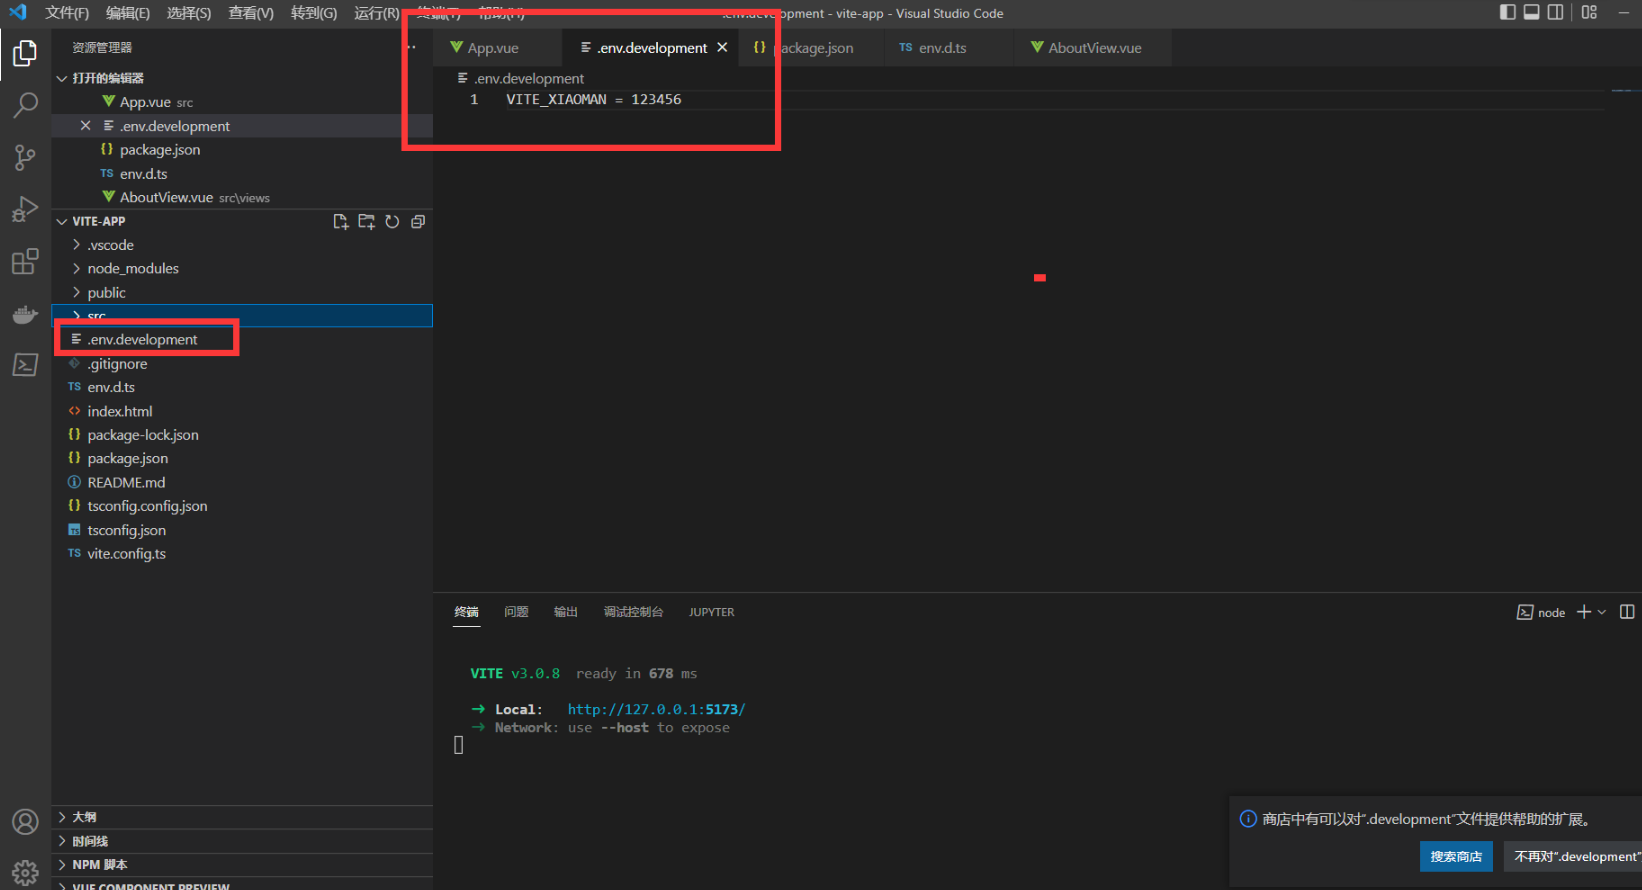 文件(F) 编辑(E) 选择(S) 查看(V) 转到(G) 运行(R) 终端(T) 帮助(H) .env.development - vite-app - Visual Studio Code
资源管理器
App.vue .env.development package.json TS env.d.ts AboutView.vue
打开的编辑器
.env.development
App.vue src
1 VITE_XIAOMAN = 123456
.env.development
{} package.json
TS env.d.ts
AboutView.vue src\views
VITE-APP
.vscode
node_modules
public
src
.env.development
.gitignore
TS env.d.ts
<> index.html
{} package-lock.json
{} package.json
README.md
{} tsconfig.config.json
TS tsconfig.json
TS vite.config.ts
终端 问题 输出 调试控制台 JUPYTER
node
VITE v3.0.8 ready in 678 ms
➜ Local: http://127.0.0.1:5173/
➜ Network: use --host to expose
大纲
时间线
NPM 脚本
VUE COMPONENT PREVIEW
商店中有可以对“.development”文件提供帮助的扩展。
搜索商店 不再对“.development”